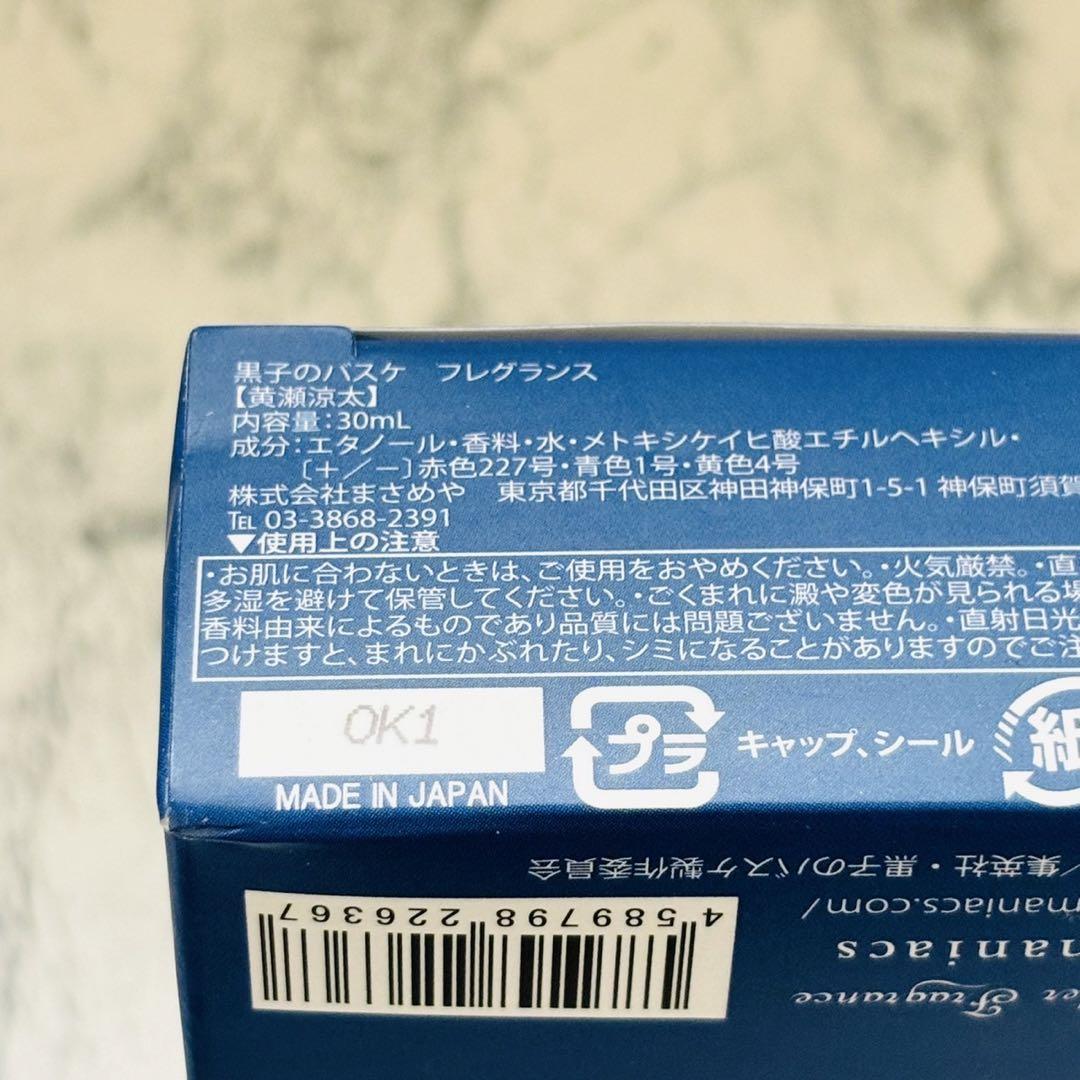 黒子のバスケ　フレグランス
【黄瀬涼太】
内容量：30mL
成分：エタノール・香料・水・メトキシケイヒ酸エチルヘキシル・
〔＋／－〕赤色227号・青色1号・黄色4号
株式会社まさめや　東京都千代田区神田神保町1-5-1 神保町須賀
℡ 03-3868-2391
▼使用上の注意
・お肌に合わないときは、ご使用をおやめください。・火気厳禁。・直
多湿を避けて保管してください。・ごくまれに澱や変色が見られる場
香料由来によるものであり品質には問題ございません。・直射日光
つけますと、まれにかぶれたり、シミになることがありますのでご注
OK1
MADE IN JAPAN
プラ
キャップ、シール
紙
／集英社・黒子のバスケ製作委員会
maniacs.com/
naniacs
er Fragrance
4 589798 226367